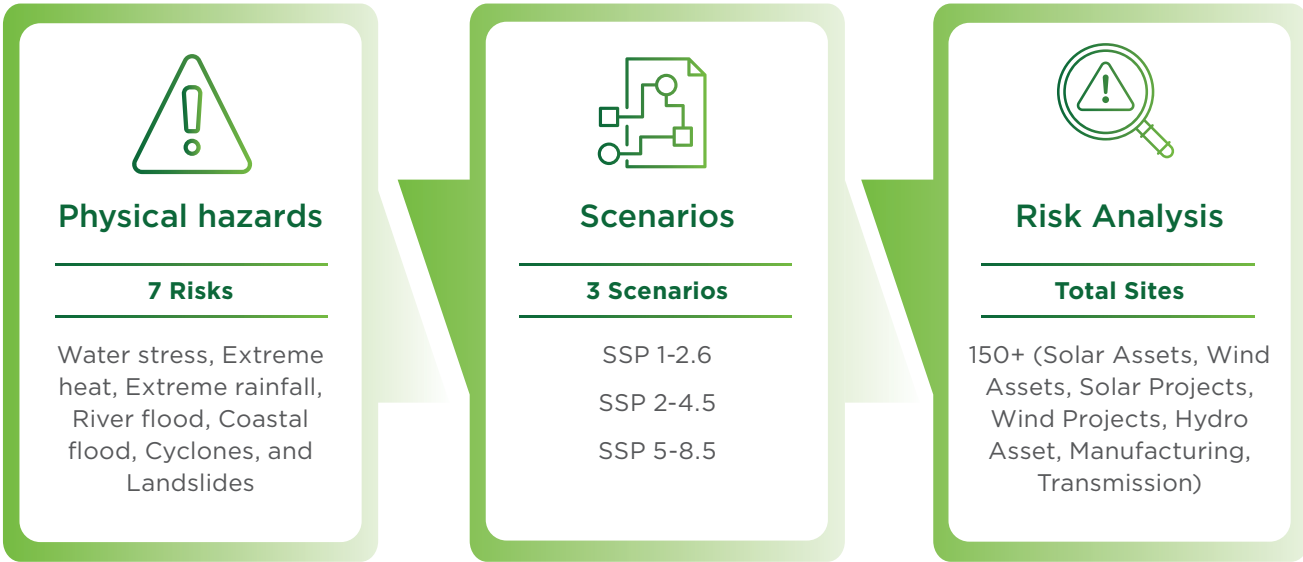 Physical hazards
7 Risks
Water stress, Extreme
heat, Extreme rainfall,
River flood, Coastal
flood, Cyclones, and
Landslides
Scenarios
3 Scenarios
SSP 1-2.6
SSP 2-4.5
SSP 5-8.5
Risk Analysis
Total Sites
150+ (Solar Assets, Wind
Assets, Solar Projects,
Wind Projects, Hydro
Asset, Manufacturing,
Transmission)